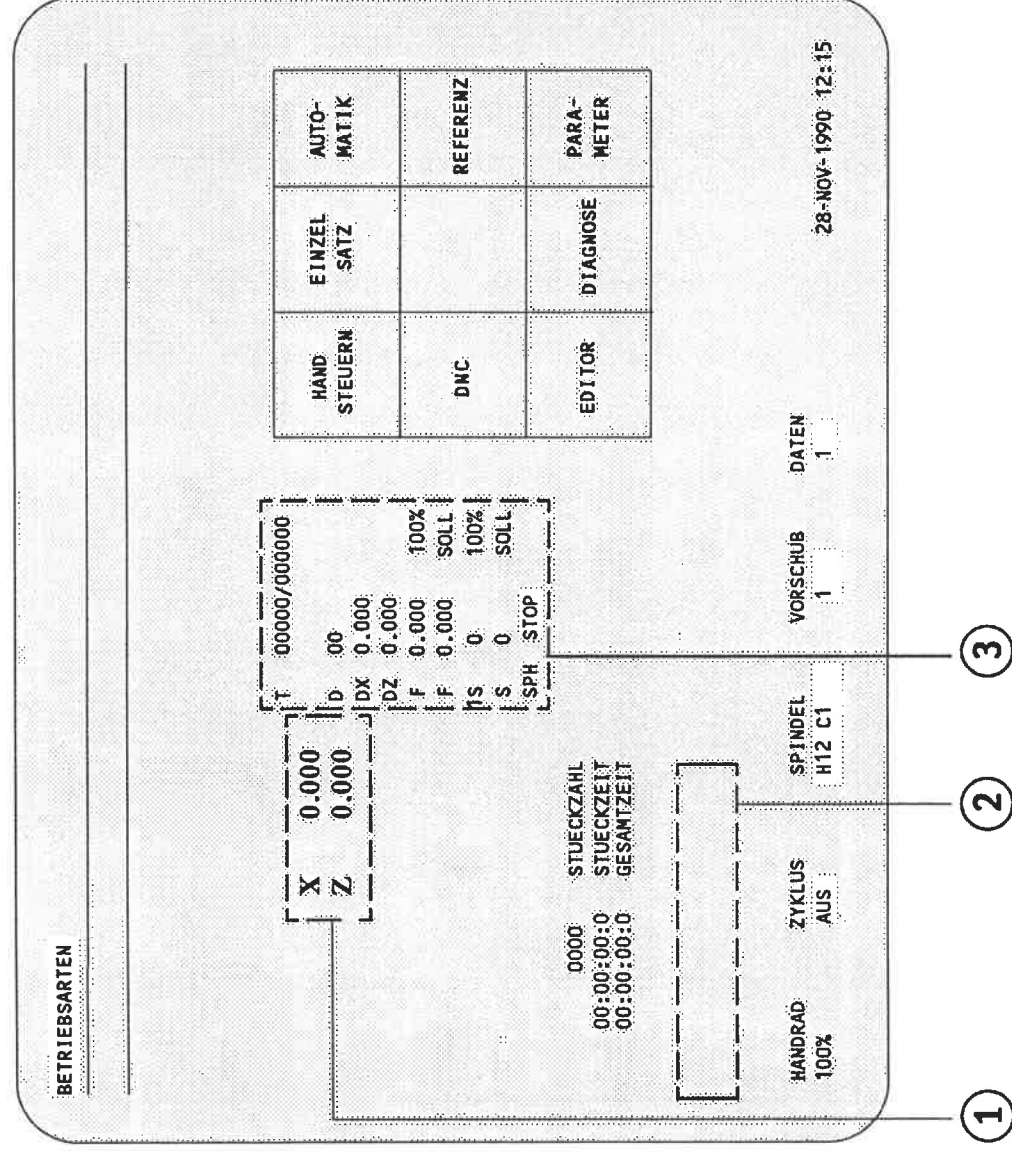 BETRIEBSARTEN
X 0.000
Z 0.000
T 00000/000000
D 00
DX 0.000
DZ 0.000
F 0.000 100%
F 0.000 SOLL
S 0 100%
S 0 SOLL
SPH STOP
0000 STUECKZAHL
00:00:00:0 STUECKZEIT
00:00:00:0 GESAMTZEIT
HAND STEUERN
EINZEL SATZ
AUTO-
MATIK
DNC
REFERENZ
EDITOR
DIAGNOSE
PARA-
METER
HANDRAD ZYKLUS SPINDEL VORSCHUB DATEN
100% AUS H12 C1 1 1
28-NOV-1990 12:15
1
2
3